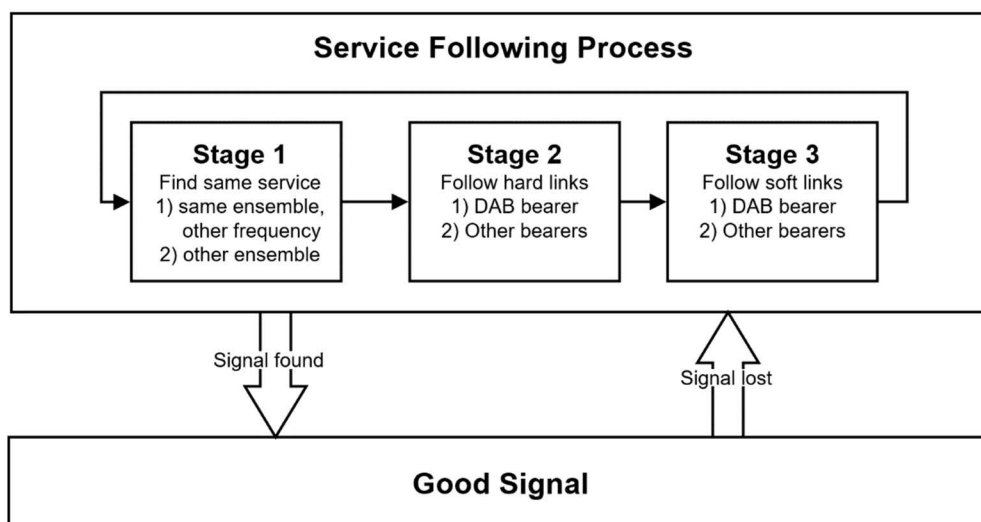 Service Following Process
Stage 1
Find same service
1) same ensemble,
other frequency
2) other ensemble
Stage 2
Follow hard links
1) DAB bearer
2) Other bearers
Stage 3
Follow soft links
1) DAB bearer
2) Other bearers
Signal found
Signal lost
Good Signal